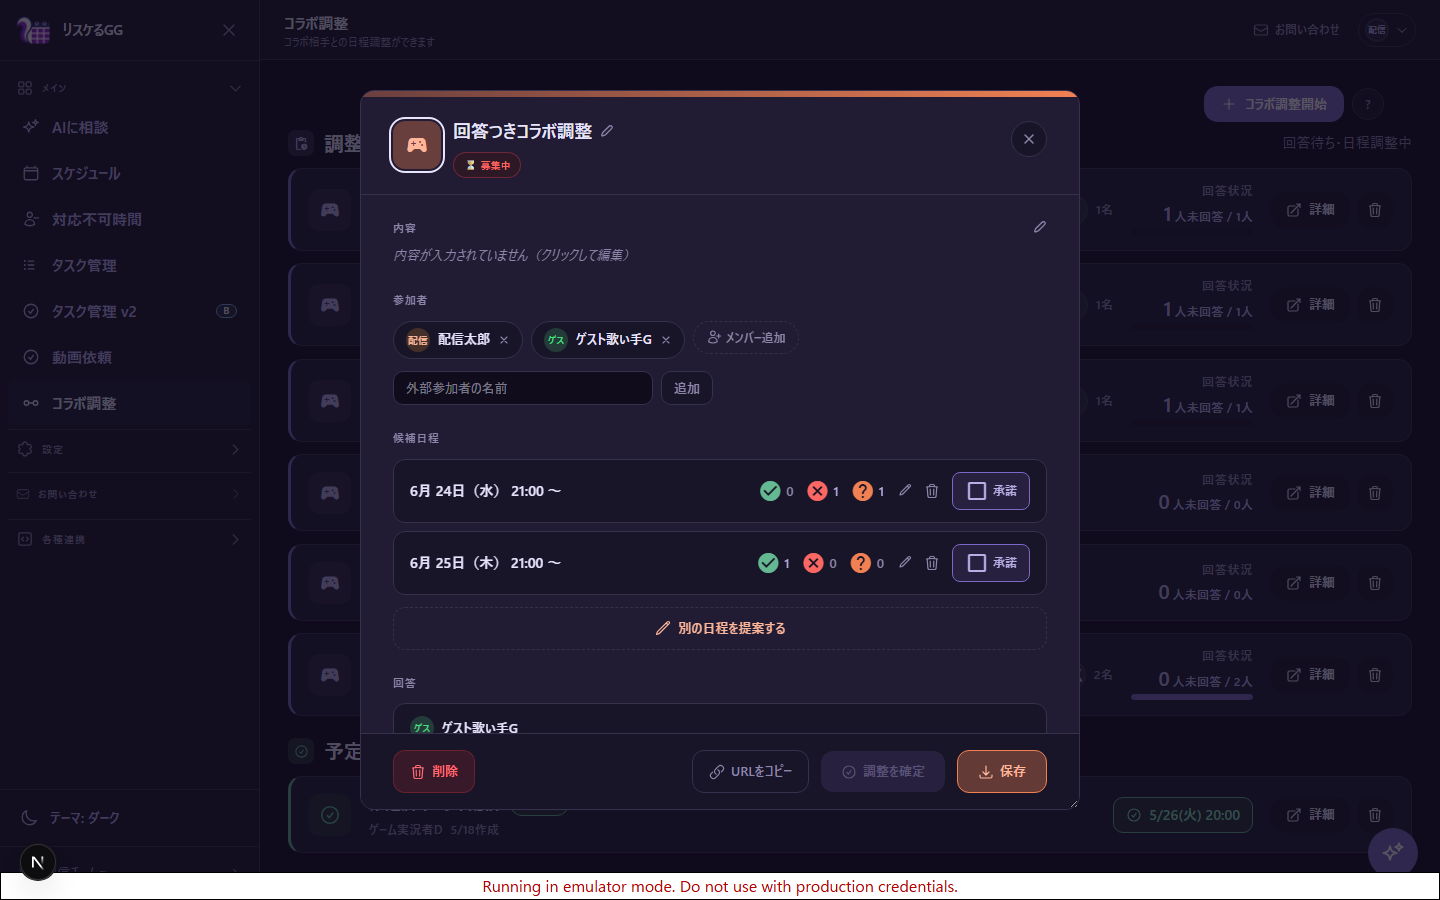 リスケるGG
メイン
AIに相談
スケジュール
対応不可時間
タスク管理
タスク管理 v2
β
動画依頼
コラボ調整
設定
お問い合わせ
各種連携
テーマ: ダーク
N
コラボ調整
コラボ相手との日程調整ができます
お問い合わせ
配信
コラボ調整開始
?
調整
回答待ち・日程調整中
1名
回答状況
1人未回答 / 1人
詳細
1名
回答状況
1人未回答 / 1人
詳細
1名
回答状況
1人未回答 / 1人
詳細
回答状況
0人未回答 / 0人
詳細
回答状況
0人未回答 / 0人
詳細
2名
回答状況
0人未回答 / 2人
詳細
予定
ゲーム実況者D 5/18作成
5/26(火) 20:00
詳細
回答つきコラボ調整
募集中
内容
内容が入力されていません（クリックして編集）
参加者
配信 配信太郎
ゲス ゲスト歌い手G
メンバー追加
外部参加者の名前
追加
候補日程
6月 24日（水） 21:00 〜
0 1 1
承諾
6月 25日（木） 21:00 〜
1 0 0
承諾
別の日程を提案する
回答
ゲス ゲスト歌い手G
削除
URLをコピー
調整を確定
保存
Running in emulator mode. Do not use with production credentials.